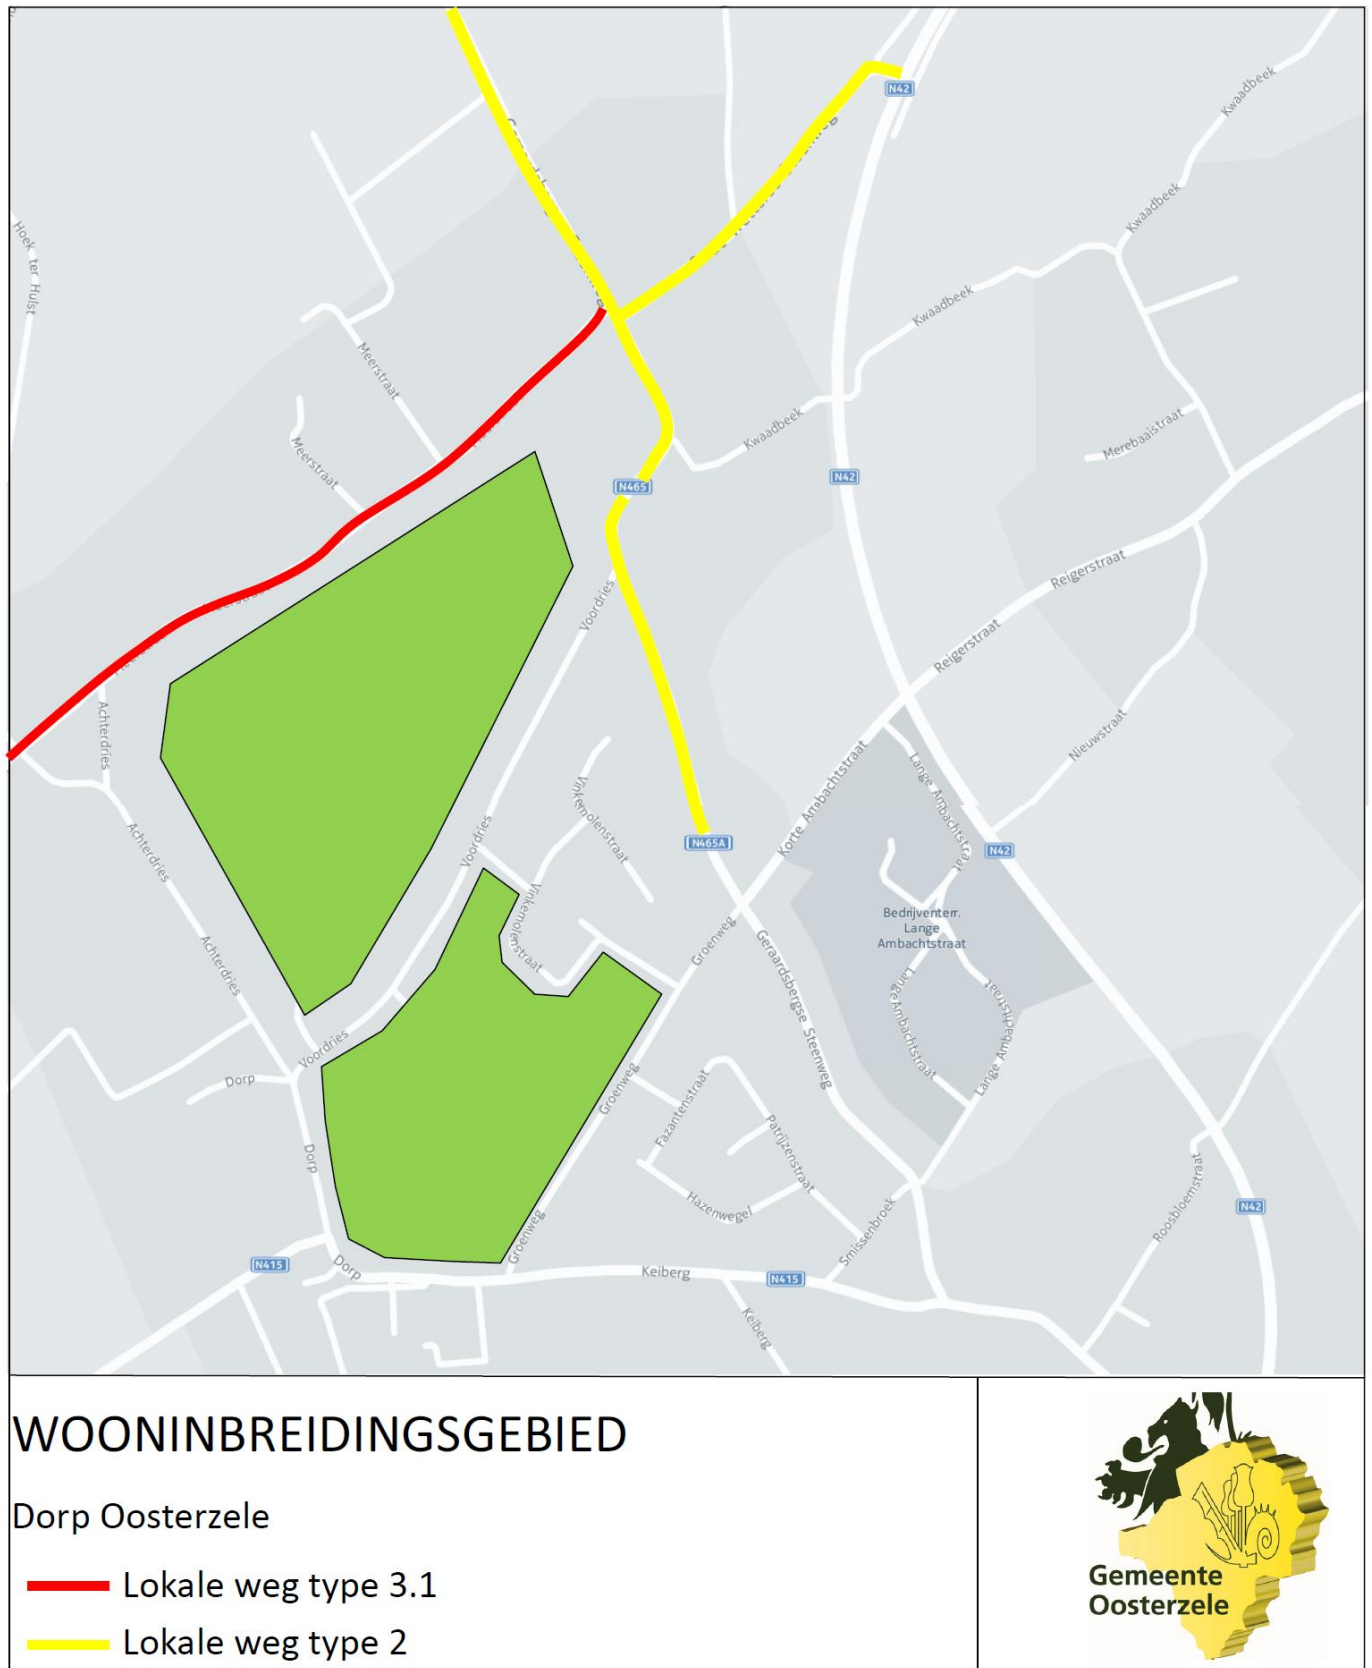 N42
Kwaadbeek
Kwaadbeek
Hoek ter Hulst
Kwaadbeek
Meerstraat
Kwaadbeek
Merebaaistraat
Meerstraat
N465
N42
Reigerstraat
Voordries
Reigerstraat
Achterdries
Nieuwstraat
Korte Ambachtstraat
Lange Ambachtstraat
Vinkemolenstraat
Achterdries
Voordries
N465A
N42
Vinkemolenstraat
Bedrijventerr.
Lange
Ambachtstraat
Groenweg
Achterdries
Geraardsbergse Steenweg
Lange Ambachtstraat
Lange Ambachtstraat
Voordries
Dorp
Groenweg
Fazantenstraat
Patrijzenstraat
Dorp
Hazenwegel
Roosbloemstraat
Smissenbroek
N42
Groenweg
N415
Dorp
Keiberg
N415
Keiberg
WOONINBREIDINGSGEBIED
Dorp Oosterzele
Lokale weg type 3.1
Lokale weg type 2
Gemeente
Oosterzele